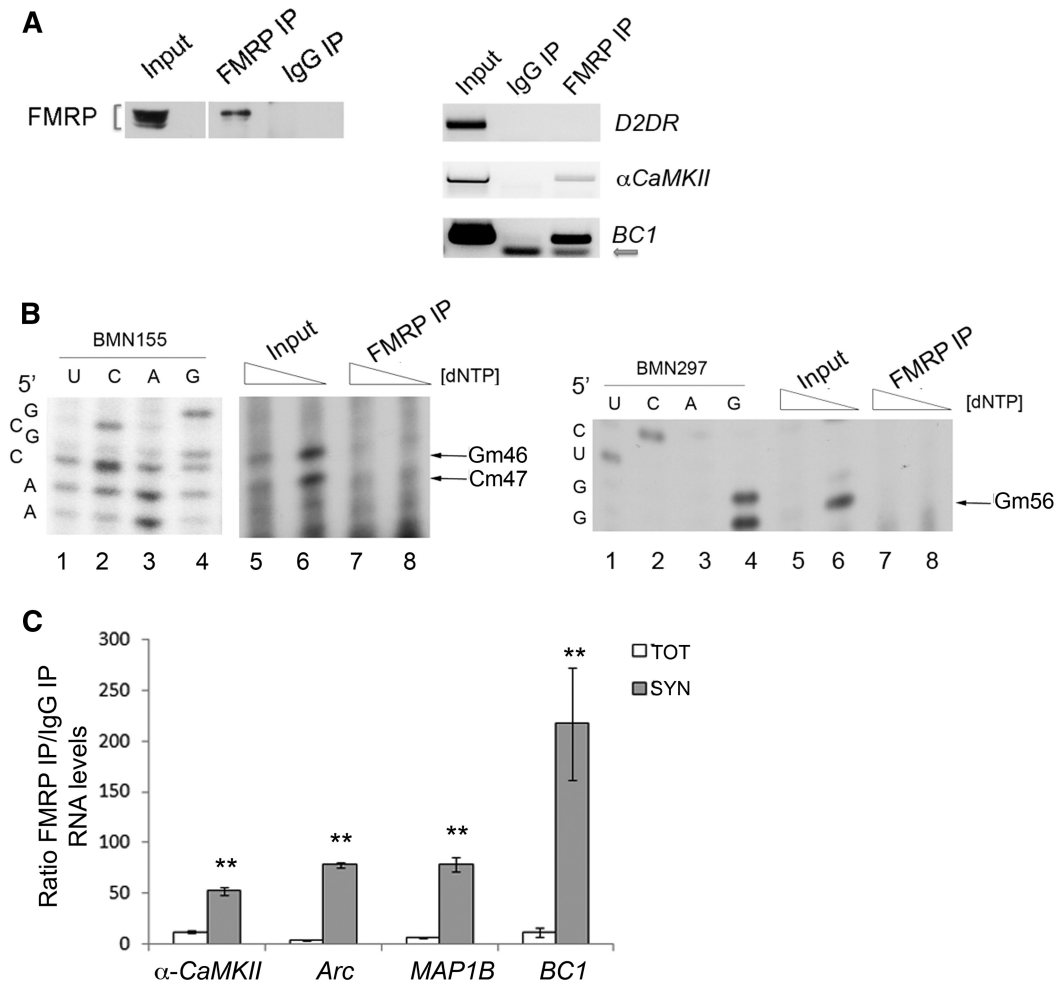 A
Input FMRP IP IgG IP
FMRP
Input IgG IP FMRP IP
D2DR
αCaMKII
BC1
B
BMN155
U C A G
5’
G
C
G
C
A
A
Input FMRP IP
[dNTP]
Gm46
Cm47
1 2 3 4 5 6 7 8
BMN297
5’
U C A G
C
U
G
G
Input FMRP IP
[dNTP]
Gm56
1 2 3 4 5 6 7 8
C
Ratio FMRP IP/IgG IP
RNA levels
300
250
200
150
100
50
0
** ** ** **
TOT
SYN
α-CaMKII Arc MAP1B BC1